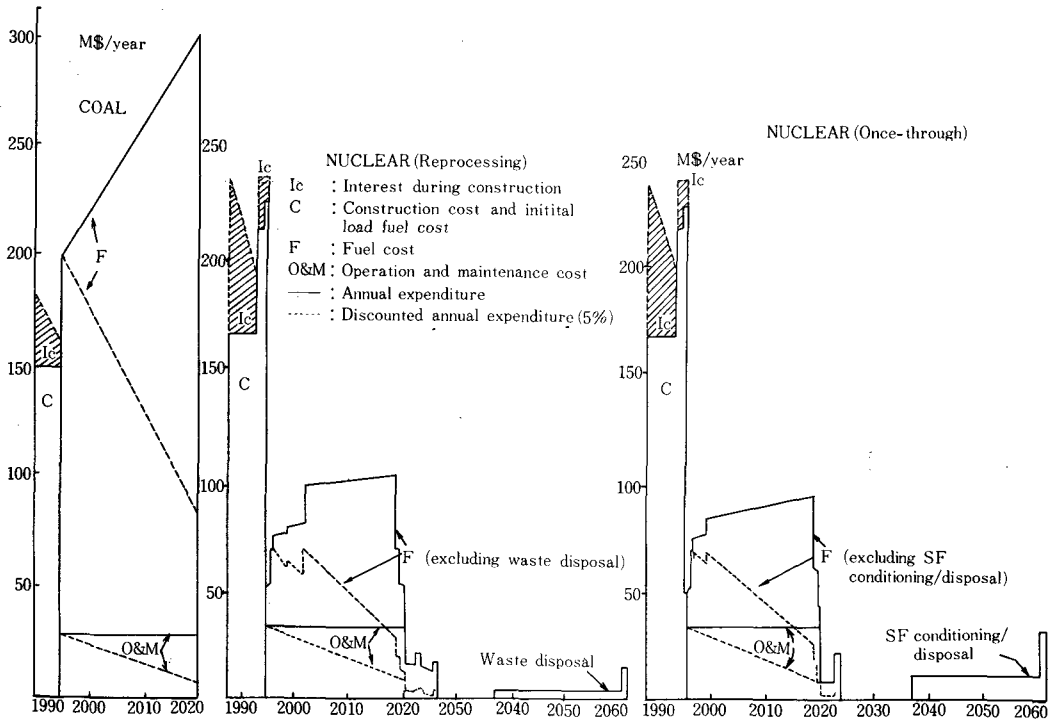 300
M$/year
COAL
250
200
F
150
Ic
C
100
50
O&M
1990 2000 2010 2020
250
Ic
NUCLEAR (Reprocessing)
Ic : Interest during construction
C : Construction cost and initital
load fuel cost
F : Fuel cost
O&M : Operation and maintenance cost
—— : Annual expenditure
------ : Discounted annual expenditure (5%)
200
Ic
150
C
100
F (excluding waste disposal)
50
O&M
Waste disposal
1990 2000 2010 2020 2050 2040 2050 2060
NUCLEAR (Once-through)
250
M$/year
Ic
200
Ic
150
C
100
F (excluding SF
conditioning/disposal)
50
O&M
SF conditioning/
disposal
1990 2000 2010 2020 2030 2040 2050 2060